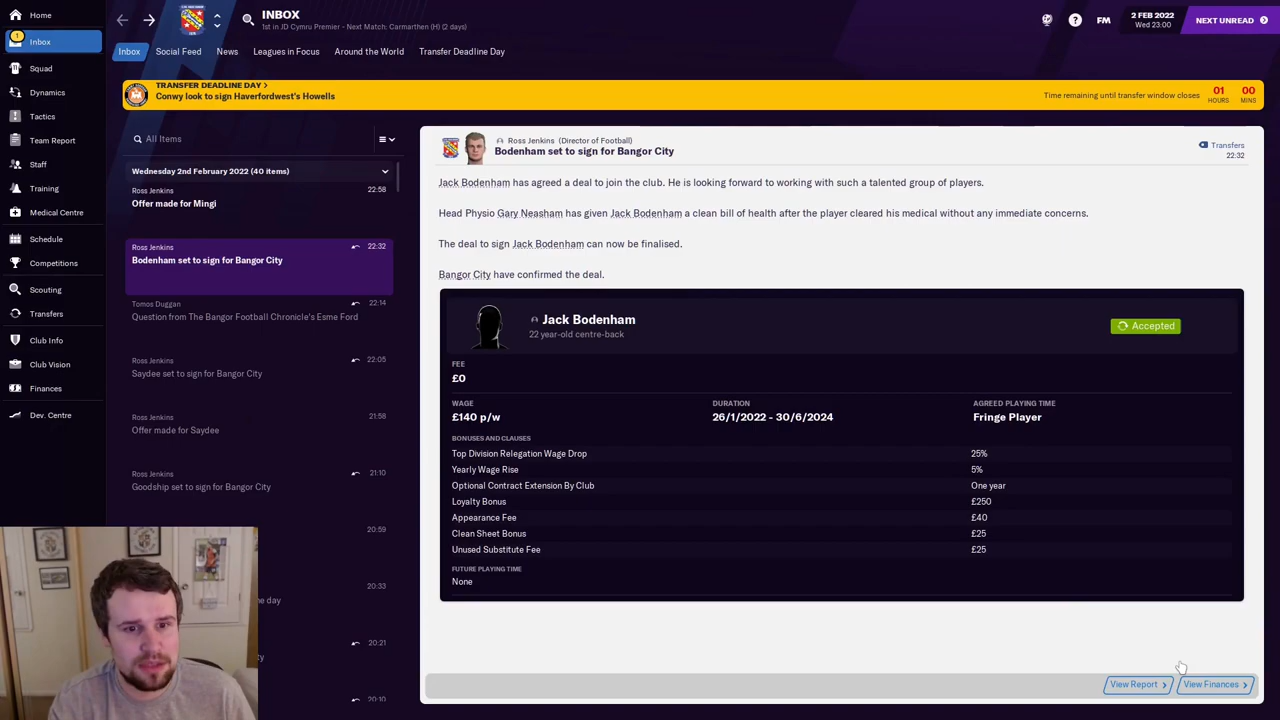 Home
INBOX
1st in JD Cymru Premier - Next Match: Carmarthen (H) (2 days)
FM
2 FEB 2022
Wed 23:00
NEXT UNREAD
1
Inbox
Inbox
Social Feed
News
Leagues in Focus
Around the World
Transfer Deadline Day
Squad
Dynamics
Tactics
Team Report
Staff
Training
Medical Centre
Schedule
Competitions
Scouting
Transfers
Club Info
Club Vision
Finances
Dev. Centre
TRANSFER DEADLINE DAY >
Conwy look to sign Haverfordwest's Howells
Time remaining until transfer window closes
01 00
HOURS MINS
All Items
Wednesday 2nd February 2022 (40 items)
Ross Jenkins 22:58
Offer made for Mingi
Ross Jenkins 22:32
Bodenham set to sign for Bangor City
Tomos Duggan 22:14
Question from The Bangor Football Chronicle's Esme Ford
Ross Jenkins 22:05
Saydee set to sign for Bangor City
Ross Jenkins 21:58
Offer made for Saydee
Ross Jenkins 21:10
Goodship set to sign for Bangor City
20:59
20:33
e day
20:21
ty
20:10
Ross Jenkins (Director of Football)
Bodenham set to sign for Bangor City
Transfers
22:32
Jack Bodenham has agreed a deal to join the club. He is looking forward to working with such a talented group of players.
Head Physio Gary Neasham has given Jack Bodenham a clean bill of health after the player cleared his medical without any immediate concerns.
The deal to sign Jack Bodenham can now be finalised.
Bangor City have confirmed the deal.
Jack Bodenham
22 year-old centre-back
Accepted
FEE
£0
WAGE DURATION AGREED PLAYING TIME
£140 p/w 26/1/2022 - 30/6/2024 Fringe Player
BONUSES AND CLAUSES
Top Division Relegation Wage Drop 25%
Yearly Wage Rise 5%
Optional Contract Extension By Club One year
Loyalty Bonus £250
Appearance Fee £40
Clean Sheet Bonus £25
Unused Substitute Fee £25
FUTURE PLAYING TIME
None
View Report >
View Finances >